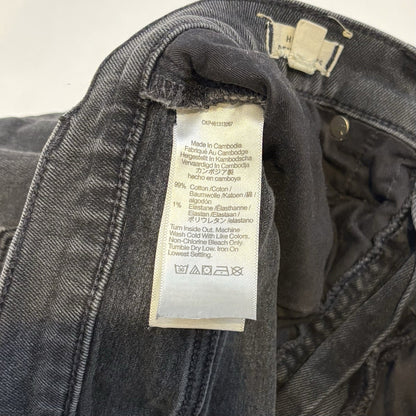 Made In Cambodia
Fabriqué Au Cambodge
Hergestellt In Kambodscha
Vervaardigd In Cambodja
カンボジア製
hecho en camboya
99% Cotton / Coton /
Baumwolle / Katoen / 綿 /
algodón
1% Elastane / Élasthanne /
Elastan / Elastaan /
ポリウレタン / elastano
Turn Inside Out, Machine
Wash Cold With Like Colors.
Non-Chlorine Bleach Only.
Tumble Dry Low. Iron On
Lowest Setting.